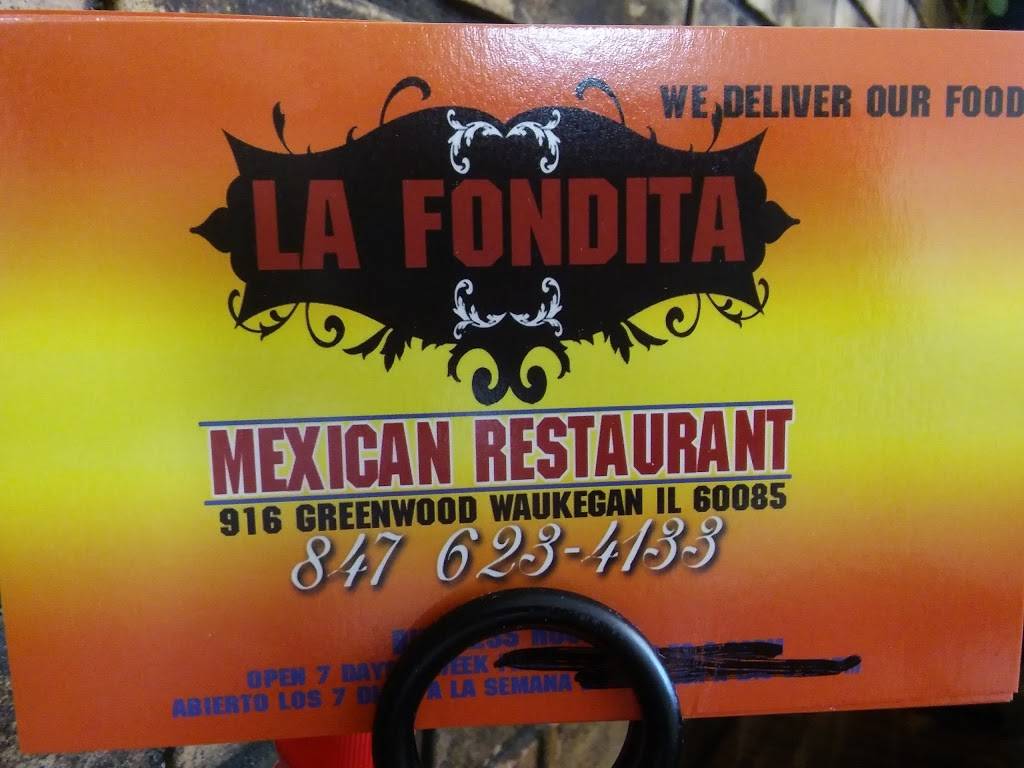 WE DELIVER OUR FOOD
LA FONDITA
MEXICAN RESTAURANT
916 GREENWOOD WAUKEGAN IL 60085
847 623-4133
OPEN 7
ABIERTO LOS 7 LA SEMANA